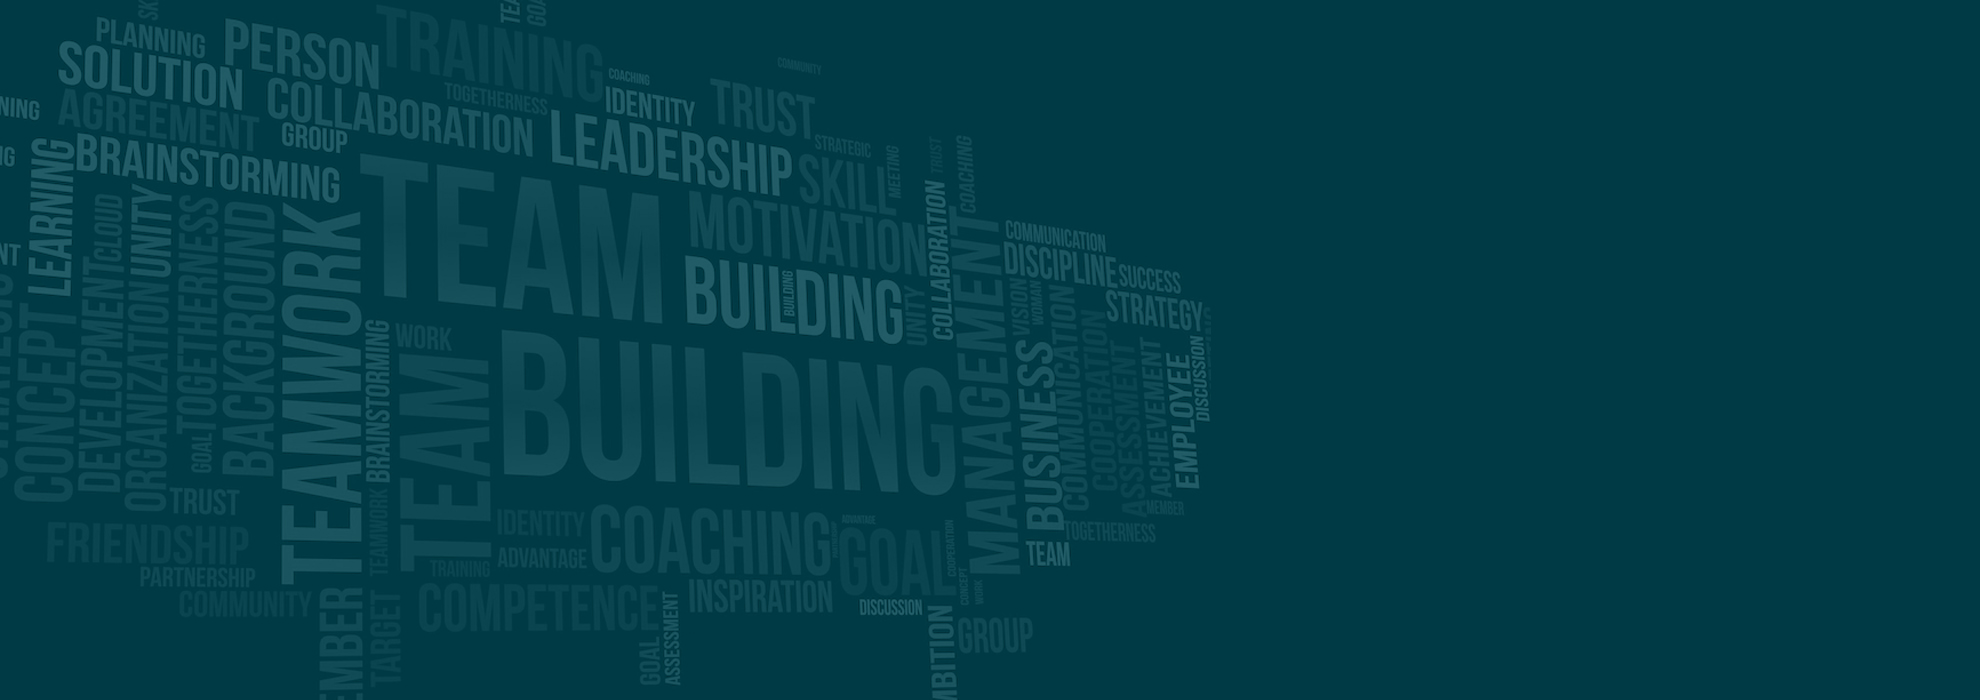 PLANNING
PERSON
TRAINING
COACHING
COMMUNITY
SOLUTION
COLLABORATION
TOGETHERNESS
IDENTITY
TRUST
AGREEMENT
GROUP
LEADERSHIP
STRATEGIC
SKILL
MEETING
TRUST
COACHING
BRAINSTORMING
LEARNING
TEAM
MOTIVATION
COLLABORATION
BUILDING
BUILDING
UNITY
MANAGEMENT
COMMUNICATION
DISCIPLINE
SUCCESS
STRATEGY
VISION
WOMAN
CLOUD
UNITY
CONCEPT
DEVELOPMENT
ORGANIZATION
TOGETHERNESS
GOAL
BACKGROUND
TEAMWORK
BRAINSTORMING
WORK
TEAM
BUILDING
BUSINESS
COMMUNICATION
COOPERATION
ASSESSMENT
ACHIEVEMENT
EMPLOYEE
DISCUSSION
MEMBER
TOGETHERNESS
TEAM
TRUST
FRIENDSHIP
PARTNERSHIP
COMMUNITY
TEAMWORK
TARGET
IDENTITY
ADVANTAGE
TRAINING
COACHING
ADVANTAGE
GOAL
COOPERATION
CONCEPT
WORK
COMPETENCE
INSPIRATION
DISCUSSION
GOAL
ASSESSMENT
GROUP